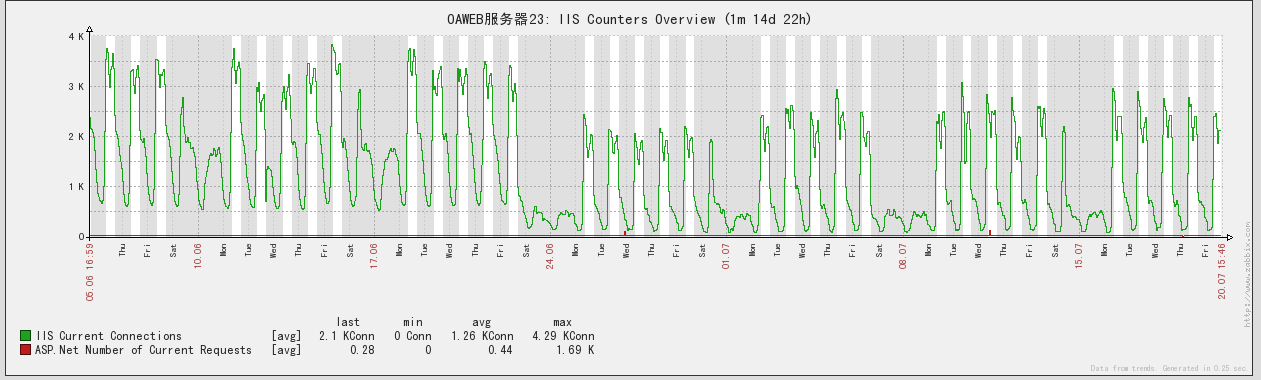 OAWEB服务器23: IIS Counters Overview (1m 14d 22h)
4 K
3 K
2 K
1 K
0
05.06 16:59 Thu Fri Sat 10.06 Mon Tue Wed Thu Fri Sat 17.06 Mon Tue Wed Thu Fri Sat 24.06 Mon Tue Wed Thu Fri Sat 01.07 Mon Tue Wed Thu Fri Sat 08.07 Mon Tue Wed Thu Fri Sat 15.07 Mon Tue Wed Thu Fri 20.07 15:46
last min avg max
IIS Current Connections [avg] 2.1 KConn 0 Conn 1.26 KConn 4.29 KConn
ASP.Net Number of Current Requests [avg] 0.28 0 0.44 1.69 K
http://www.zabbix.com
Data from trends. Generated in 0.25 sec